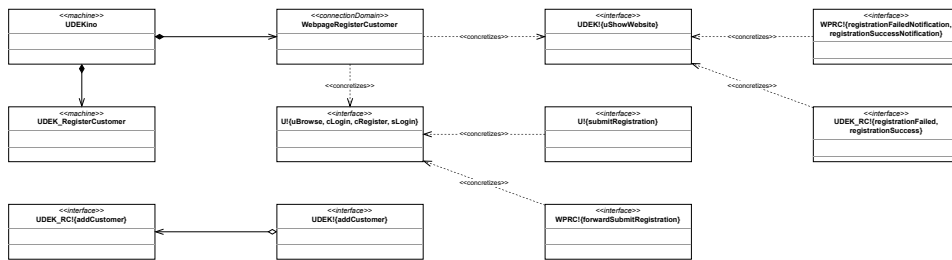 <<machine>>
UDEKino
<<connectionDomain>>
WebpageRegisterCustomer
<<interface>>
UDEK!{uShowWebsite}
<<interface>>
WPRC!{registrationFailedNotification,
registrationSuccessNotification}
<<concretizes>>
<<concretizes>>
<<concretizes>>
<<concretizes>>
<<machine>>
UDEK_RegisterCustomer
<<interface>>
U!{uBrowse, cLogin, cRegister, sLogin}
<<interface>>
U!{submitRegistration}
<<interface>>
UDEK_RC!{registrationFailed,
registrationSuccess}
<<concretizes>>
<<concretizes>>
<<interface>>
UDEK_RC!{addCustomer}
<<interface>>
UDEK!{addCustomer}
<<interface>>
WPRC!{forwardSubmitRegistration}